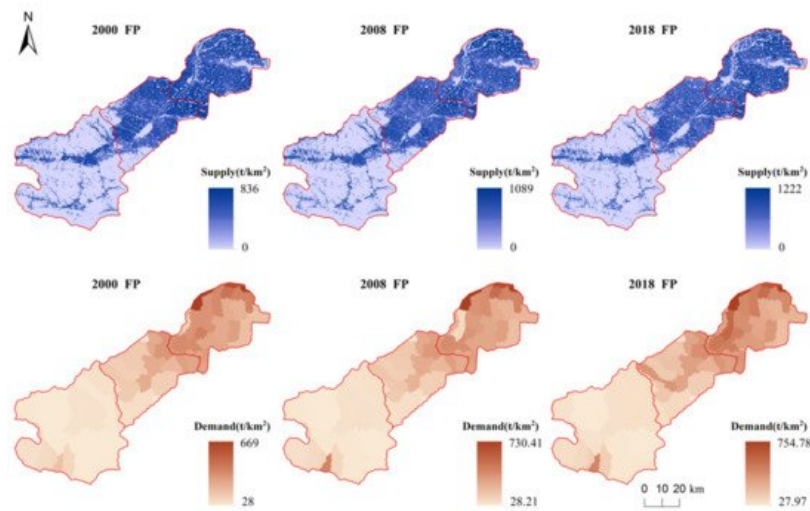 N
2000 FP
2008 FP
2018 FP
Supply(t/km²)
836
0
Supply(t/km²)
1089
0
Supply(t/km²)
1222
0
2000 FP
2008 FP
2018 FP
Demand(t/km²)
669
28
Demand(t/km²)
730.41
28.21
Demand(t/km²)
754.78
27.97
0 10 20 km